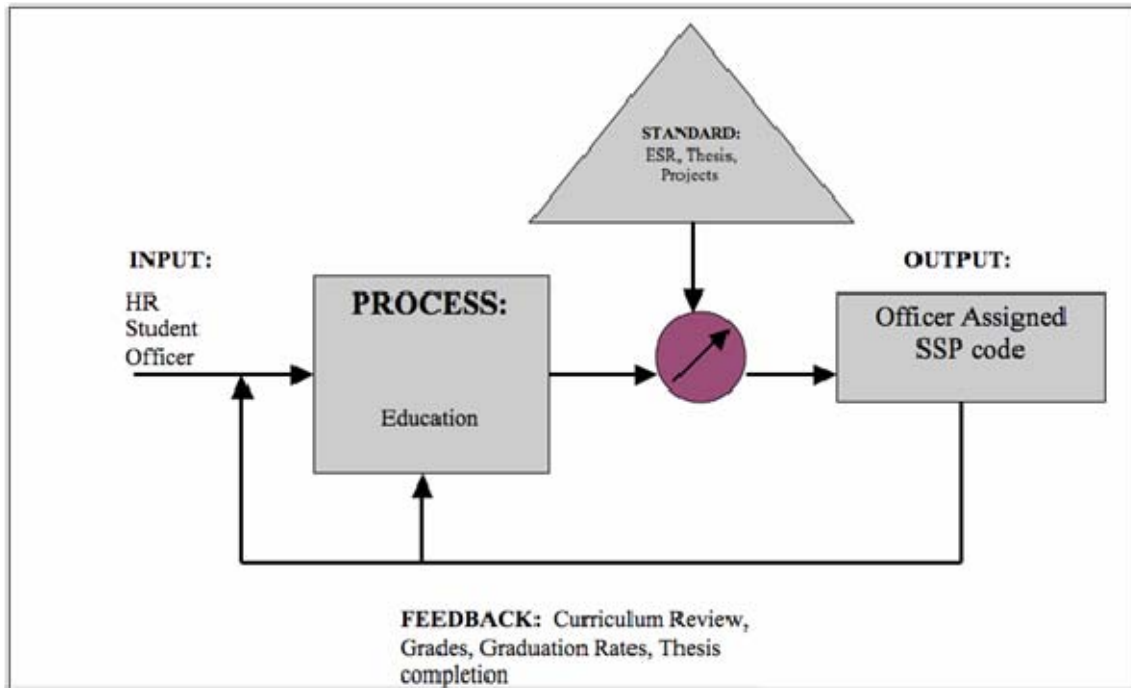 STANDARD:
ESR, Thesis,
Projects
INPUT:
HR
Student
Officer
PROCESS:
Education
OUTPUT:
Officer Assigned
SSP code
FEEDBACK: Curriculum Review,
Grades, Graduation Rates, Thesis
completion